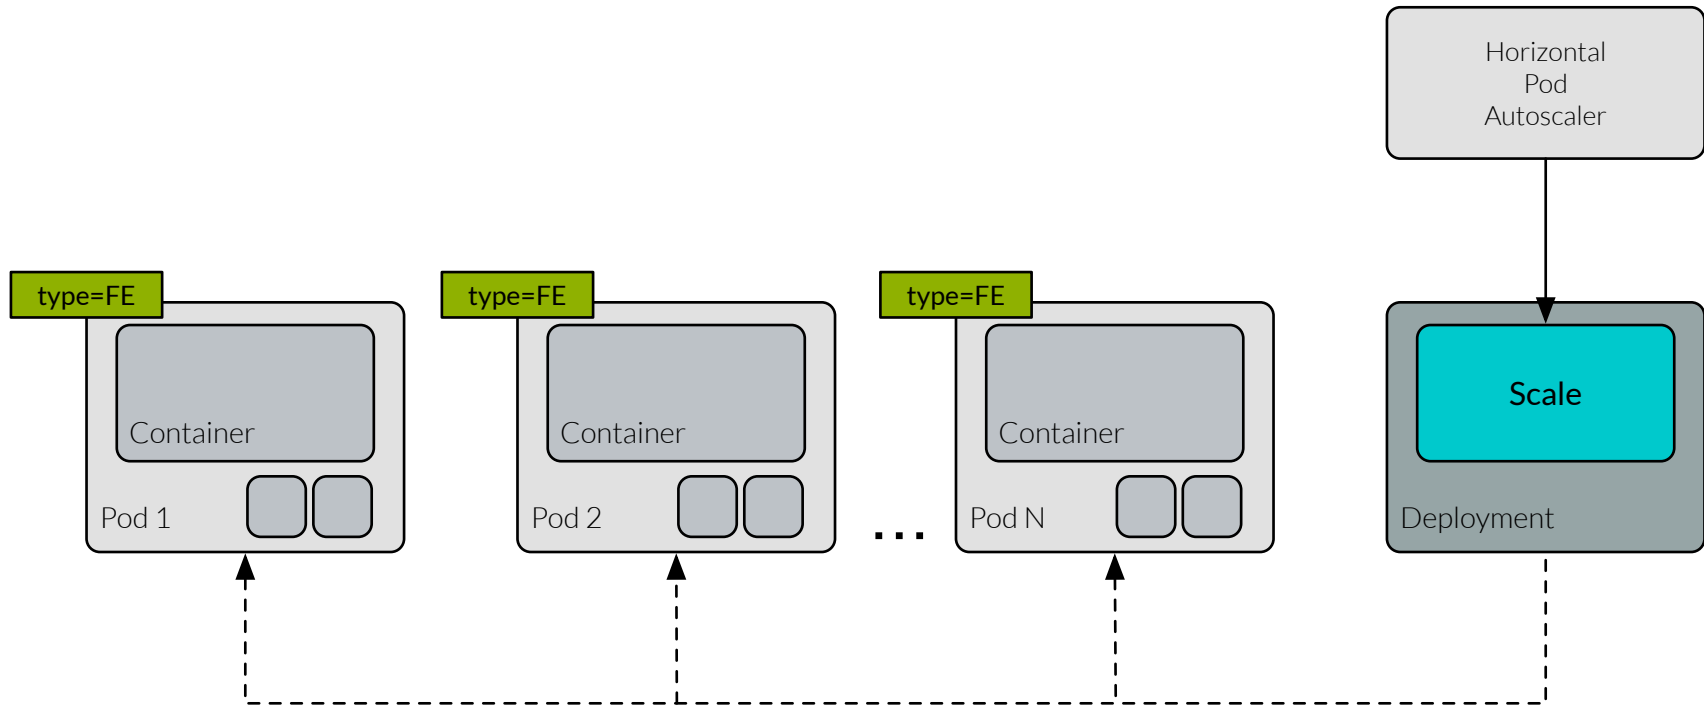 Horizontal
Pod
Autoscaler
type=FE
type=FE
type=FE
Container
Container
Container
Scale
Pod 1
Pod 2
...
Pod N
Deployment